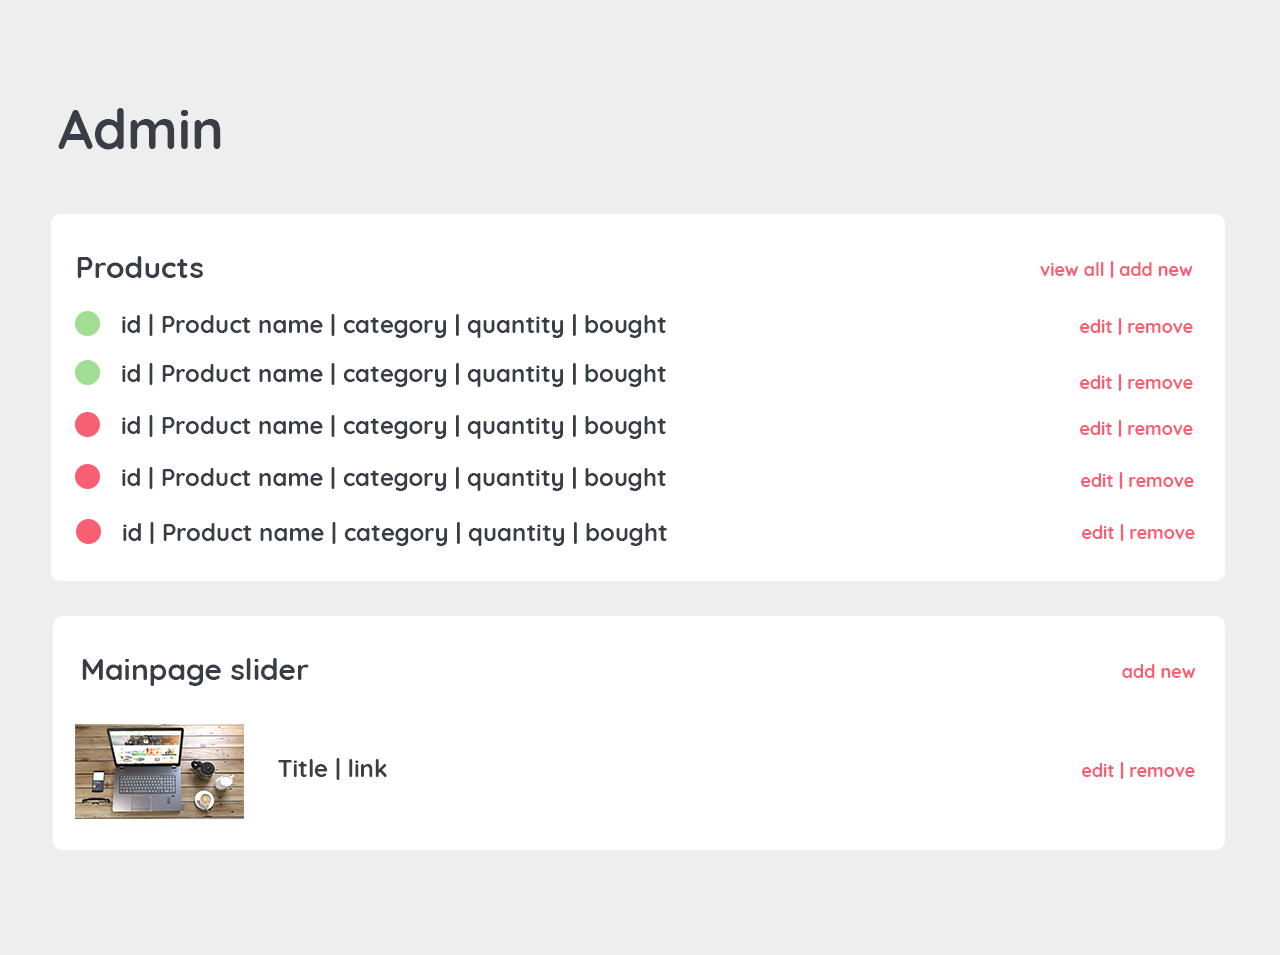 Admin
Products
view all | add new
id | Product name | category | quantity | bought
edit | remove
id | Product name | category | quantity | bought
edit | remove
id | Product name | category | quantity | bought
edit | remove
id | Product name | category | quantity | bought
edit | remove
id | Product name | category | quantity | bought
edit | remove
Mainpage slider
add new
Title | link
edit | remove